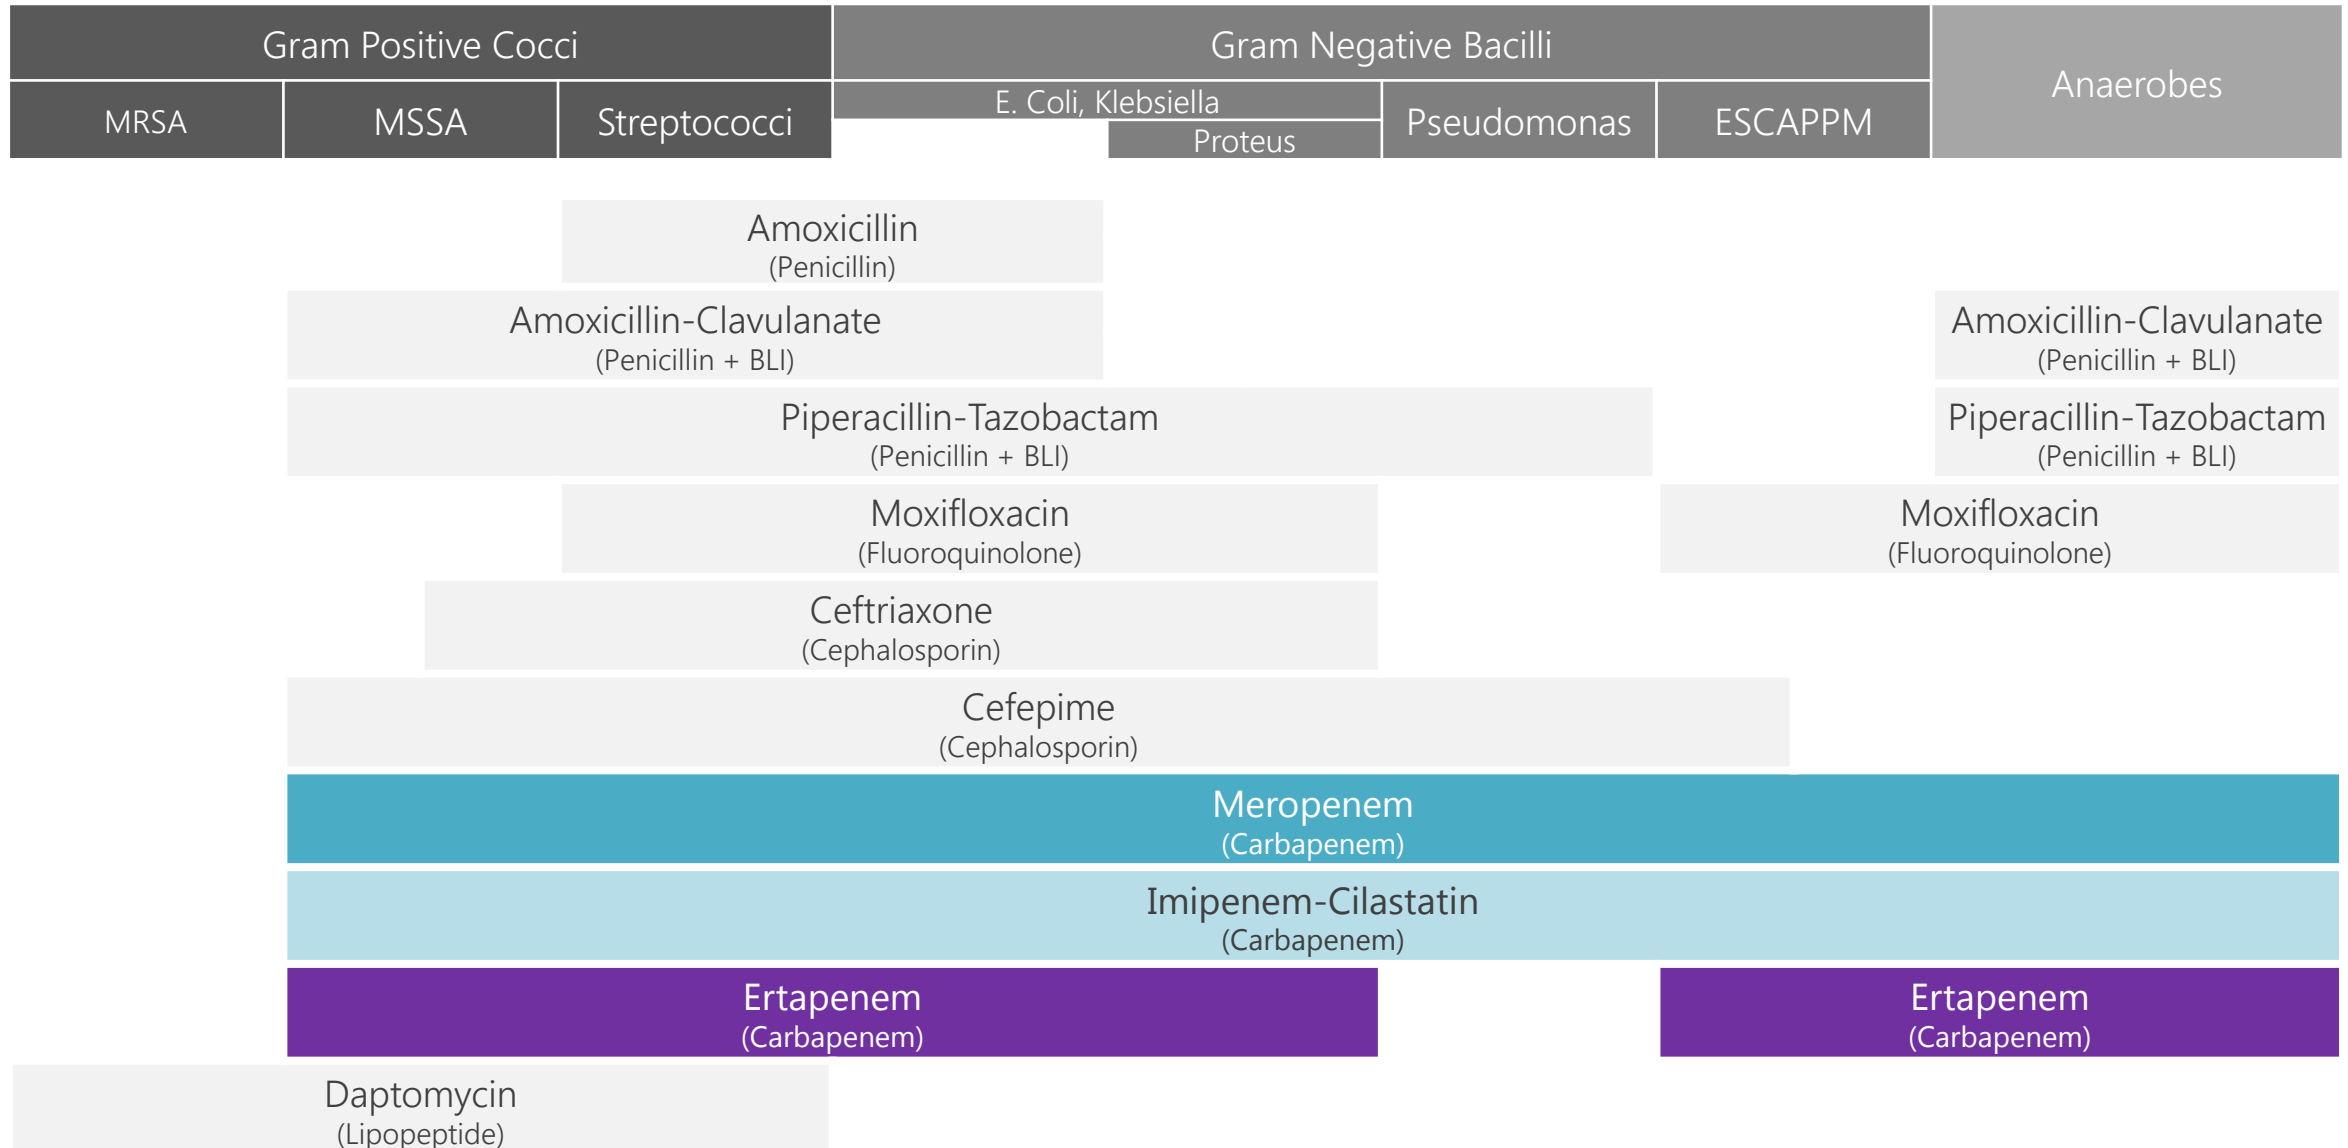 Gram Positive Cocci
Gram Negative Bacilli
Anaerobes
MRSA
MSSA
Streptococci
E. Coli, Klebsiella
Proteus
Pseudomonas
ESCAPPM
Amoxicillin
(Penicillin)
Amoxicillin-Clavulanate
(Penicillin + BLI)
Amoxicillin-Clavulanate
(Penicillin + BLI)
Piperacillin-Tazobactam
(Penicillin + BLI)
Piperacillin-Tazobactam
(Penicillin + BLI)
Moxifloxacin
(Fluoroquinolone)
Moxifloxacin
(Fluoroquinolone)
Ceftriaxone
(Cephalosporin)
Cefepime
(Cephalosporin)
Meropenem
(Carbapenem)
Imipenem-Cilastatin
(Carbapenem)
Ertapenem
(Carbapenem)
Ertapenem
(Carbapenem)
Daptomycin
(Lipopeptide)